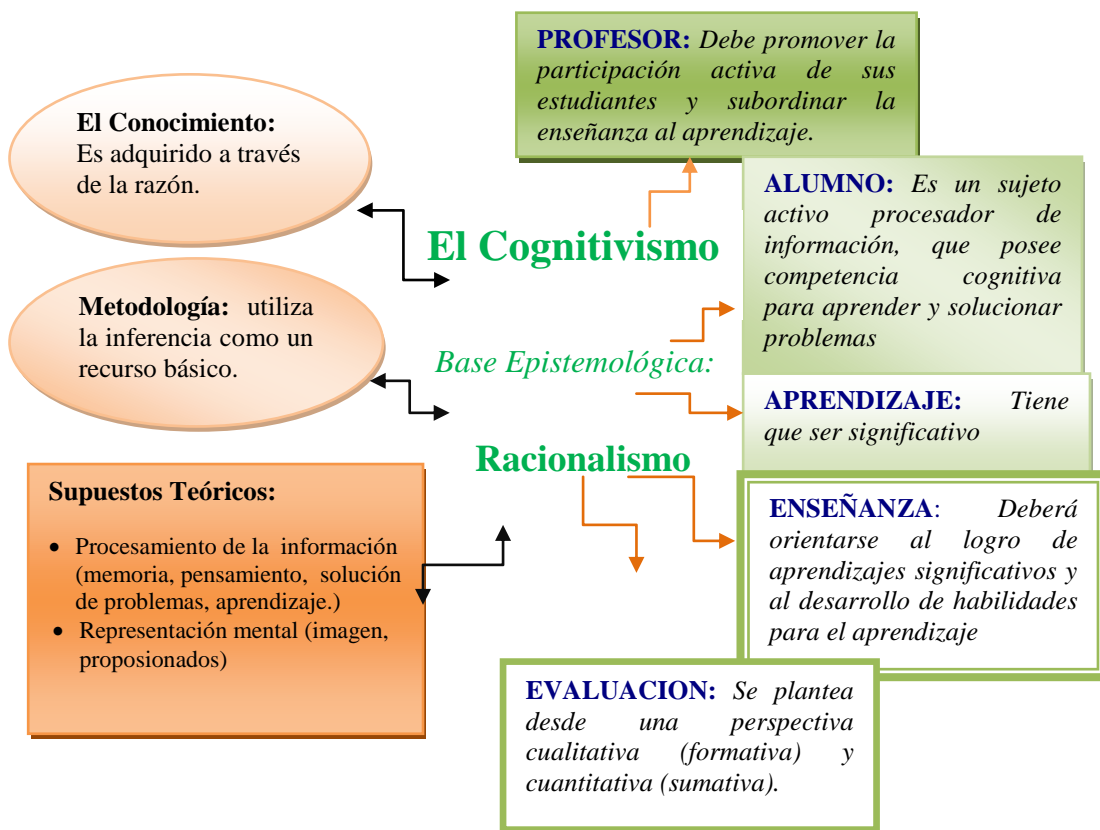 PROFESOR: Debe promover la
participación activa de sus
estudiantes y subordinar la
enseñanza al aprendizaje.
El Conocimiento:
Es adquirido a través
de la razón.
ALUMNO: Es un sujeto
activo procesador de
información, que posee
competencia cognitiva
para aprender y solucionar
problemas
El Cognitivismo
Metodología: utiliza
la inferencia como un
recurso básico.
Base Epistemológica:
APRENDIZAJE: Tiene
que ser significativo
Racionalismo
Supuestos Teóricos:
• Procesamiento de la información
(memoria, pensamiento, solución
de problemas, aprendizaje.)
• Representación mental (imagen,
proposionados)
ENSEÑANZA: Deberá
orientarse al logro de
aprendizajes significativos y
al desarrollo de habilidades
para el aprendizaje
EVALUACION: Se plantea
desde una perspectiva
cualitativa (formativa) y
cuantitativa (sumativa).